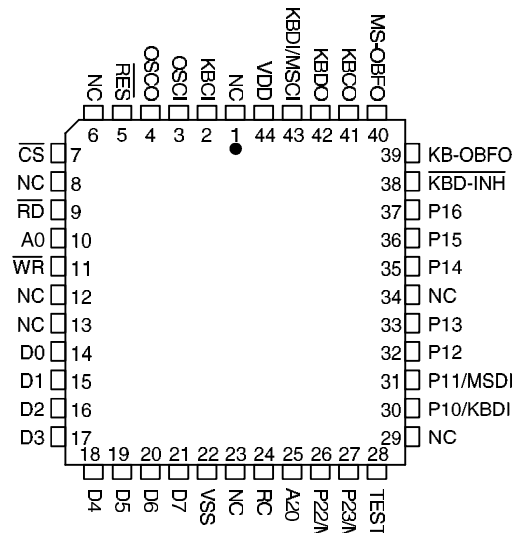 NC
RES
OSCO
OSCI
KBCI
NC
VDD
KBDI/MSCI
KBDO
KBCO
MS-OBFO
6 5 4 3 2 1 44 43 42 41 40
CS 7
NC 8
RD 9
A0 10
WR 11
NC 12
NC 13
D0 14
D1 15
D2 16
D3 17
39 KB-OBFO
38 KBD-INH
37 P16
36 P15
35 P14
34 NC
33 P13
32 P12
31 P11/MSDI
30 P10/KBDI
29 NC
18 19 20 21 22 23 24 25 26 27 28
D4
D5
D6
D7
VSS
NC
RC
A20
P22/
P23/
TEST